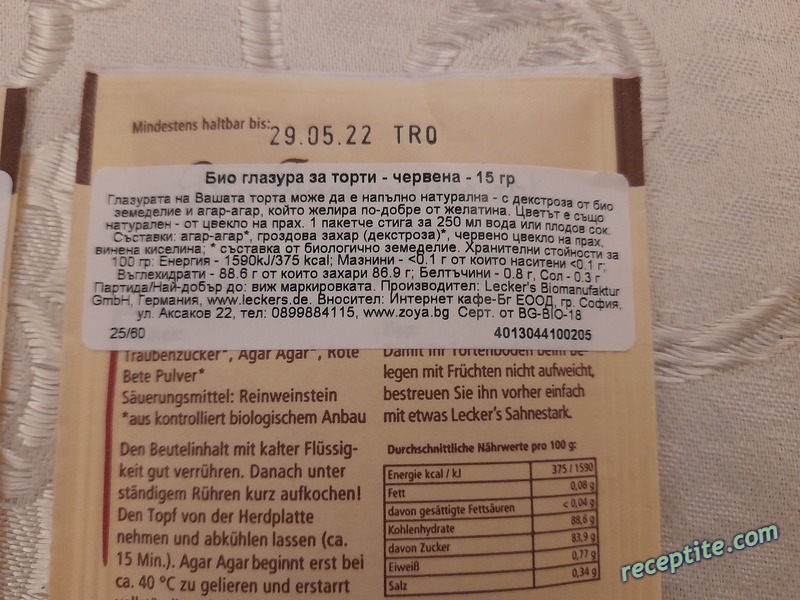 Mindestens haltbar bis:
29.05.22 TRO
Био глазура за торти - червена - 15 гр
Глазурата на Вашата торта може да е напълно натурална - с декстроза от био
земеделие и агар-агар, който желира по-добре от желатина. Цветът е също
натурален - от цвекло на прах. 1 пакетче стига за 250 мл вода или плодов сок.
Съставки: агар-агар*, гроздова захар (декстроза)*, червено цвекло на прах,
винена киселина; * съставка от биологично земеделие. Хранителни стойности за
100 гр: Енергия - 1590kJ/375 kcal; Мазнини - <0.1 г от които наситени <0.1 г;
Въглехидрати - 88.6 г от които захари 86.9 г; Белтъчини - 0.8 г, Сол - 0.3 г
Партида/Най-добър до: виж маркировката. Производител: Lecker's Biomanufaktur
GmbH, Германия, www.leckers.de. Вносител: Интернет кафе-Бг ЕООД, гр. София,
ул. Аксаков 22, тел: 0899884115, www.zoya.bg Серт. от BG-BIO-18
25/60
4013044100205
Traubenzucker*, Agar Agar*, Rote
Bete Pulver*
Säuerungsmittel: Reinweinstein
*aus kontrolliert biologischem Anbau
Den Beutelinhalt mit kalter Flüssig-
keit gut verrühren. Danach unter
ständigem Rühren kurz aufkochen!
Den Topf von der Herdplatte
nehmen und abkühlen lassen (ca.
15 Min.). Agar Agar beginnt erst bei
ca. 40 °C zu gelieren und erstarrt
Damit Ihr Tortenboden beim Be-
legen mit Früchten nicht aufweicht,
bestreuen Sie ihn vorher einfach
mit etwas Lecker's Sahnestark.
Durchschnittliche Nährwerte pro 100 g:
Energie kcal / kJ 375 / 1590
Fett 0,08 g
davon gesättigte Fettsäuren < 0,04 g
Kohlenhydrate 88,6 g
davon Zucker 83,9 g
Eiweiß 0,77 g
Salz 0,34 g
receptite.com